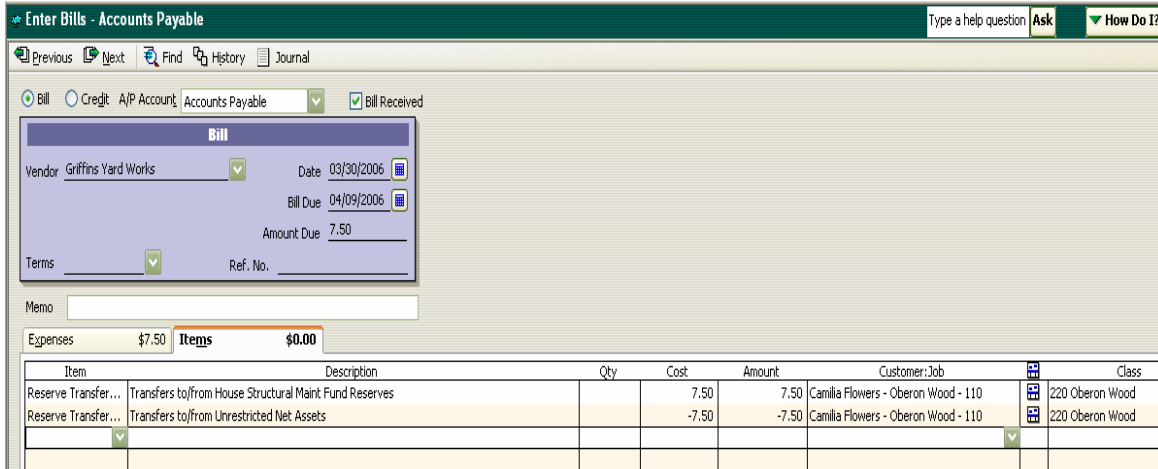 Enter Bills - Accounts Payable Type a help question Ask How Do I?
Previous Next Find History Journal
Bill Credit A/P Account Accounts Payable Bill Received
Bill
Vendor Griffins Yard Works Date 03/30/2006
Bill Due 04/09/2006
Amount Due 7.50
Terms Ref. No.
Memo
Expenses $7.50 Items $0.00
Item Description Qty Cost Amount Customer:Job Class
Reserve Transfer... Transfers to/from House Structural Maint Fund Reserves 7.50 7.50 Camilia Flowers - Oberon Wood - 110 220 Oberon Wood
Reserve Transfer... Transfers to/from Unrestricted Net Assets -7.50 -7.50 Camilia Flowers - Oberon Wood - 110 220 Oberon Wood